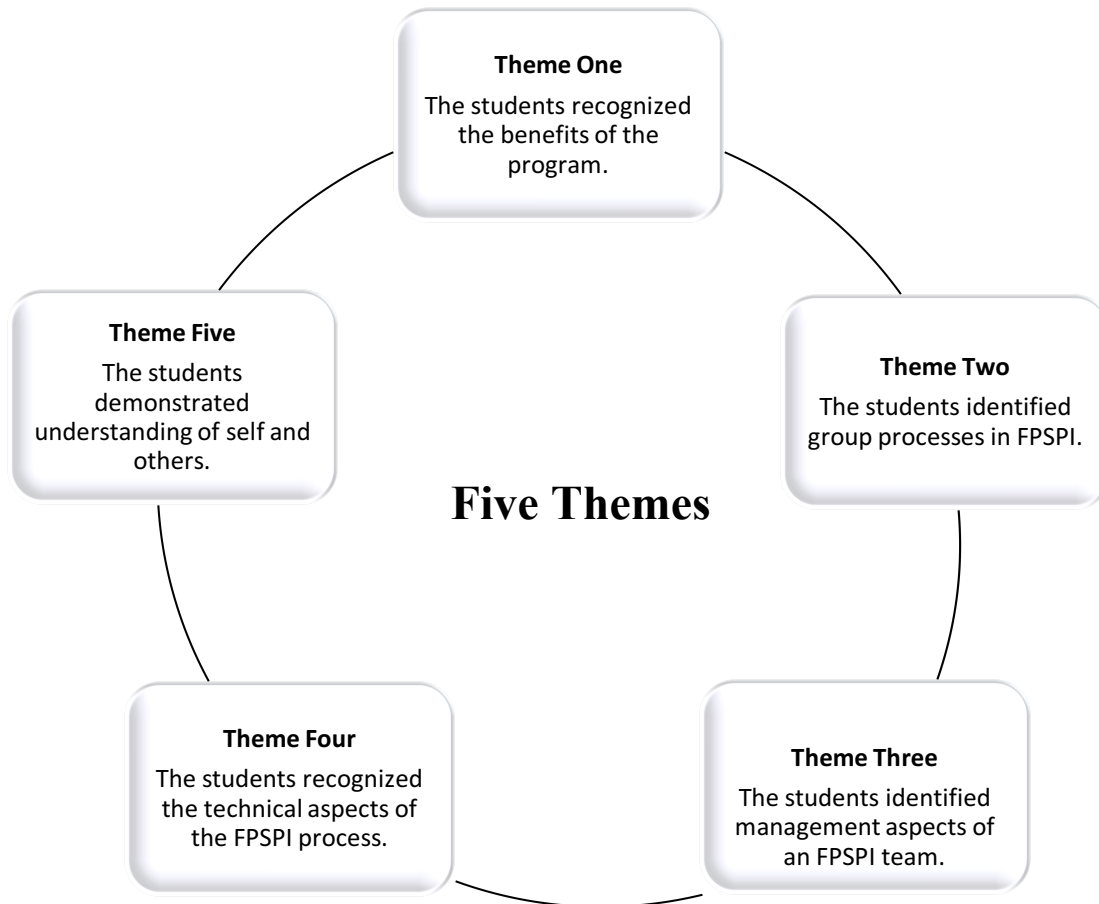 Theme One
The students recognized
the benefits of the
program.
Theme Two
The students identified
group processes in FPSPI.
Theme Three
The students identified
management aspects of
an FPSPI team.
Theme Four
The students recognized
the technical aspects of
the FPSPI process.
Theme Five
The students
demonstrated
understanding of self and
others.
Five Themes